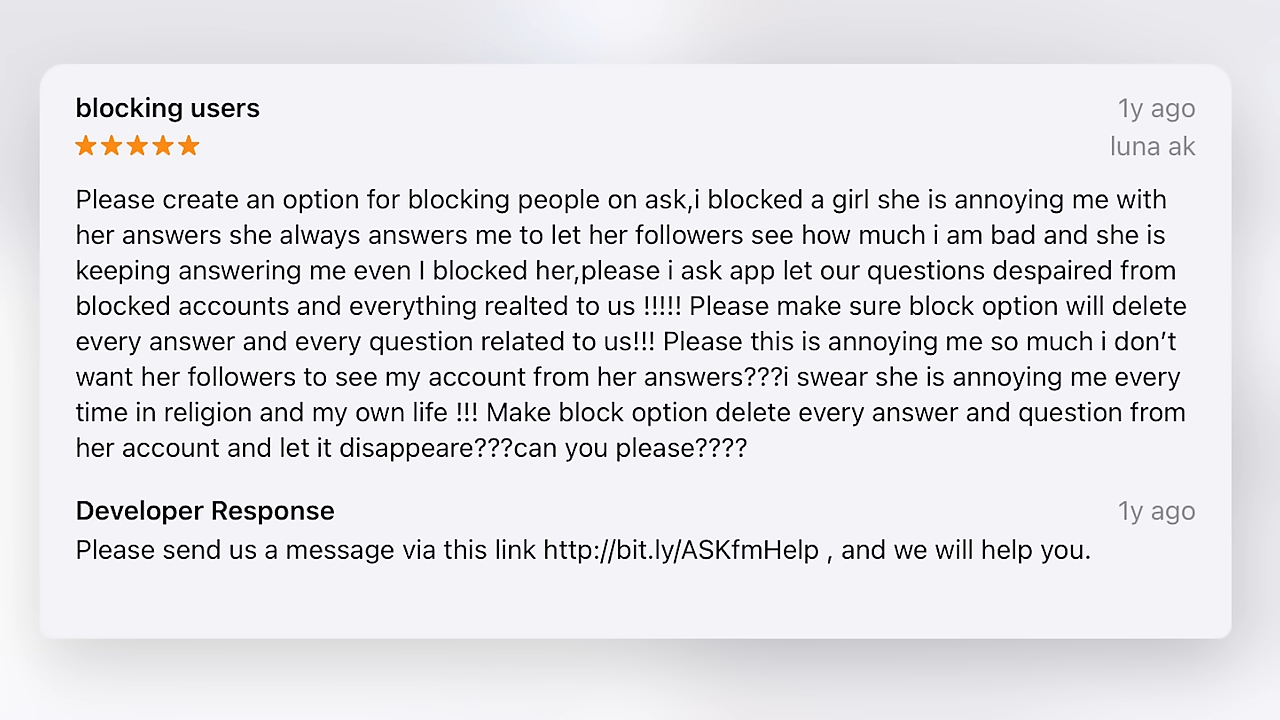 blocking users
1y ago
luna ak
Please create an option for blocking people on ask,i blocked a girl she is annoying me with
her answers she always answers me to let her followers see how much i am bad and she is
keeping answering me even I blocked her,please i ask app let our questions despaired from
blocked accounts and everything realted to us !!!!! Please make sure block option will delete
every answer and every question related to us!!! Please this is annoying me so much i don’t
want her followers to see my account from her answers???i swear she is annoying me every
time in religion and my own life !!! Make block option delete every answer and question from
her account and let it disappeare???can you please????
Developer Response
1y ago
Please send us a message via this link http://bit.ly/ASKfmHelp , and we will help you.